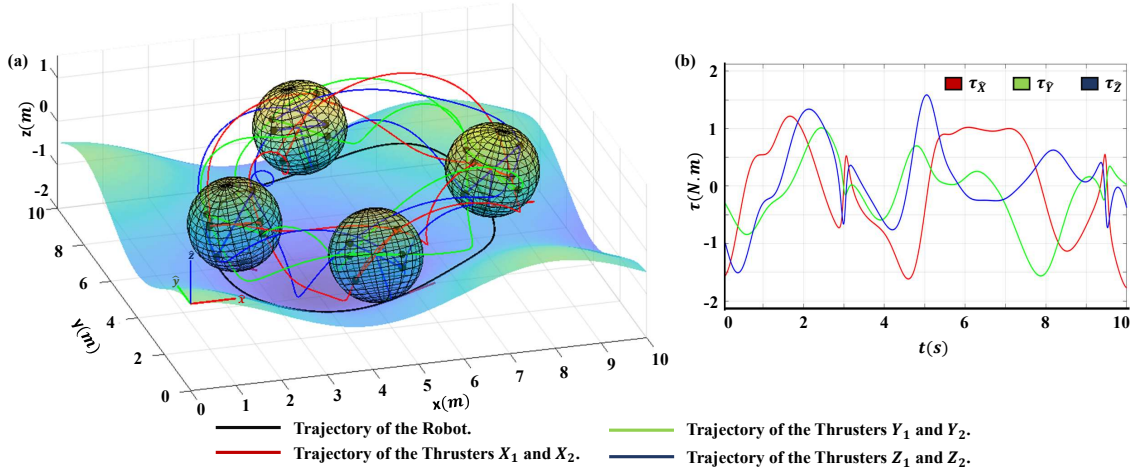 (a)
1
0
-1
-2
z(m)
10
8
6
4
2
0
Y(m)
0
1
2
3
4
5
6
7
8
9
10
x(m)
ẑ
ŷ
x̂
(b)
2
1
0
-1
-2
τ(N.m)
τ_X̂
τ_Ŷ
τ_Ẑ
0 2 4 6 8 10
t(s)
Trajectory of the Robot.
Trajectory of the Thrusters Y₁ and Y₂.
Trajectory of the Thrusters X₁ and X₂.
Trajectory of the Thrusters Z₁ and Z₂.